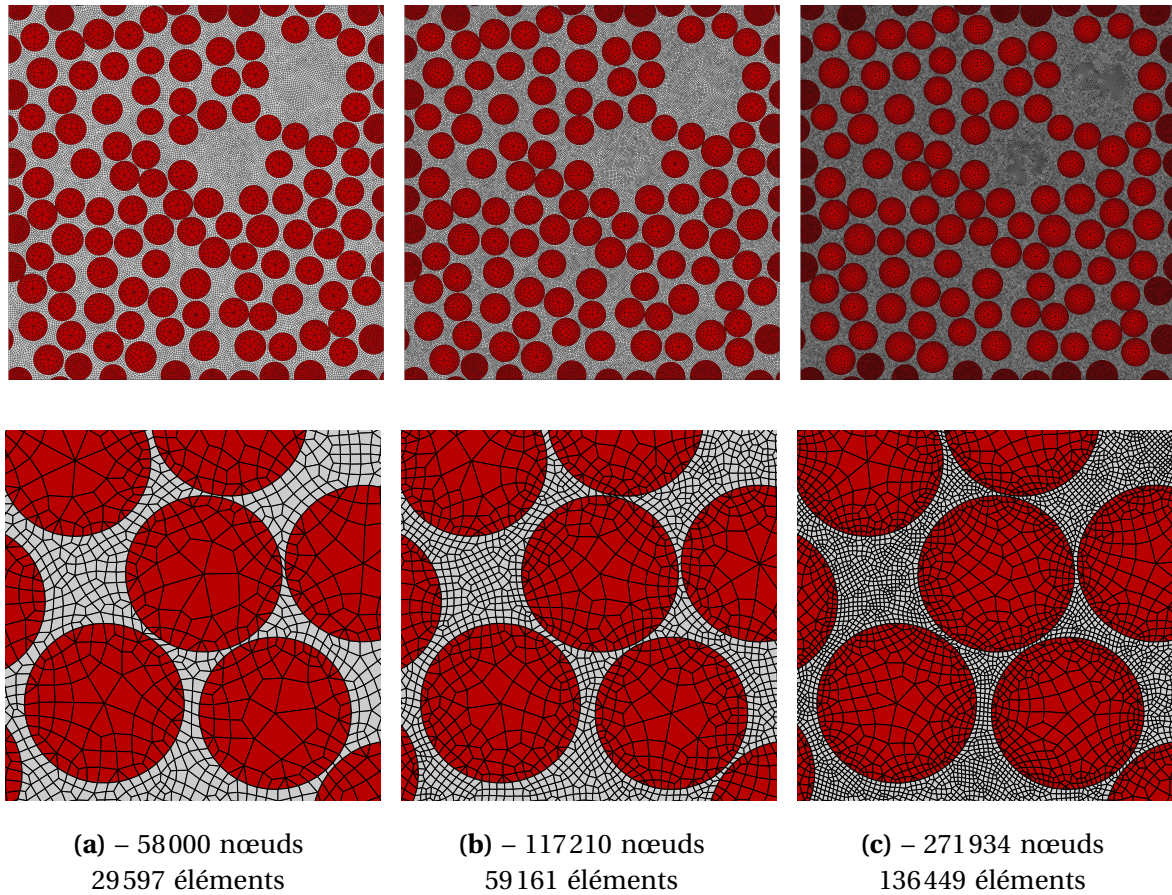 (a) – 58 000 nœuds
29 597 éléments
(b) – 117 210 nœuds
59 161 éléments
(c) – 271 934 nœuds
136 449 éléments